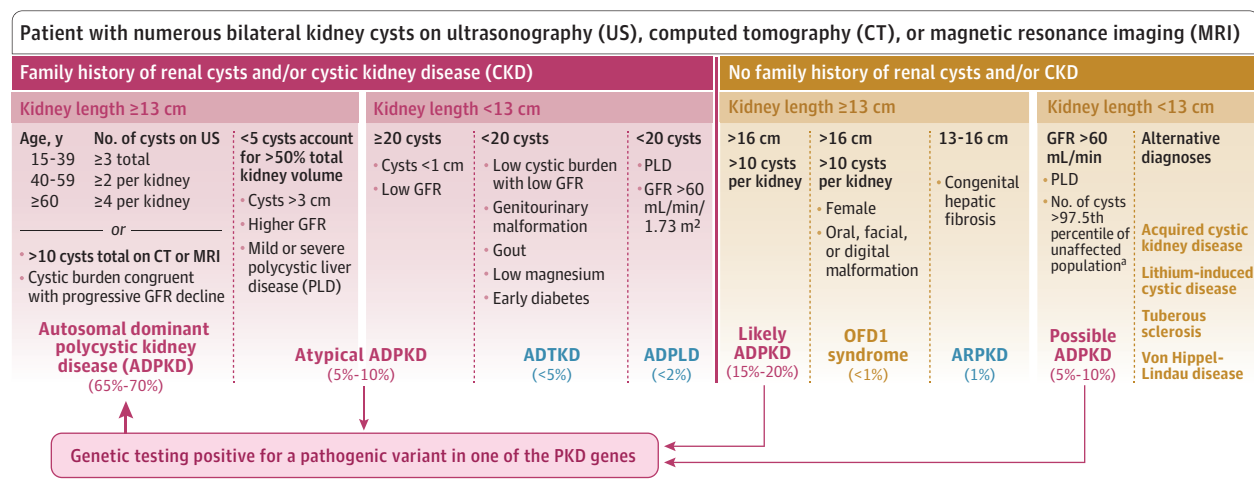 Patient with numerous bilateral kidney cysts on ultrasonography (US), computed tomography (CT), or magnetic resonance imaging (MRI)
Family history of renal cysts and/or cystic kidney disease (CKD)
Kidney length ≥13 cm
Age, y No. of cysts on US
15-39 ≥3 total
40-59 ≥2 per kidney
≥60 ≥4 per kidney
or
• >10 cysts total on CT or MRI
• Cystic burden congruent
with progressive GFR decline
Autosomal dominant
polycystic kidney
disease (ADPKD)
(65%-70%)
<5 cysts account
for >50% total
kidney volume
• Cysts >3 cm
• Higher GFR
• Mild or severe
polycystic liver
disease (PLD)
Kidney length <13 cm
≥20 cysts
• Cysts <1 cm
• Low GFR
Atypical ADPKD
(5%-10%)
<20 cysts
• Low cystic burden
with low GFR
• Genitourinary
malformation
• Gout
• Low magnesium
• Early diabetes
ADTKD
(<5%)
<20 cysts
• PLD
• GFR >60
mL/min/
1.73 m²
ADPLD
(<2%)
No family history of renal cysts and/or CKD
Kidney length ≥13 cm
>16 cm
>10 cysts
per kidney
Likely
ADPKD
(15%-20%)
>16 cm
>10 cysts
per kidney
• Female
• Oral, facial,
or digital
malformation
OFD1
syndrome
(<1%)
13-16 cm
• Congenital
hepatic
fibrosis
ARPKD
(1%)
Kidney length <13 cm
GFR >60
mL/min
• PLD
• No. of cysts
>97.5th
percentile of
unaffected
populationᵃ
Possible
ADPKD
(5%-10%)
Alternative
diagnoses
Acquired cystic
kidney disease
Lithium-induced
cystic disease
Tuberous
sclerosis
Von Hippel-
Lindau disease
Genetic testing positive for a pathogenic variant in one of the PKD genes